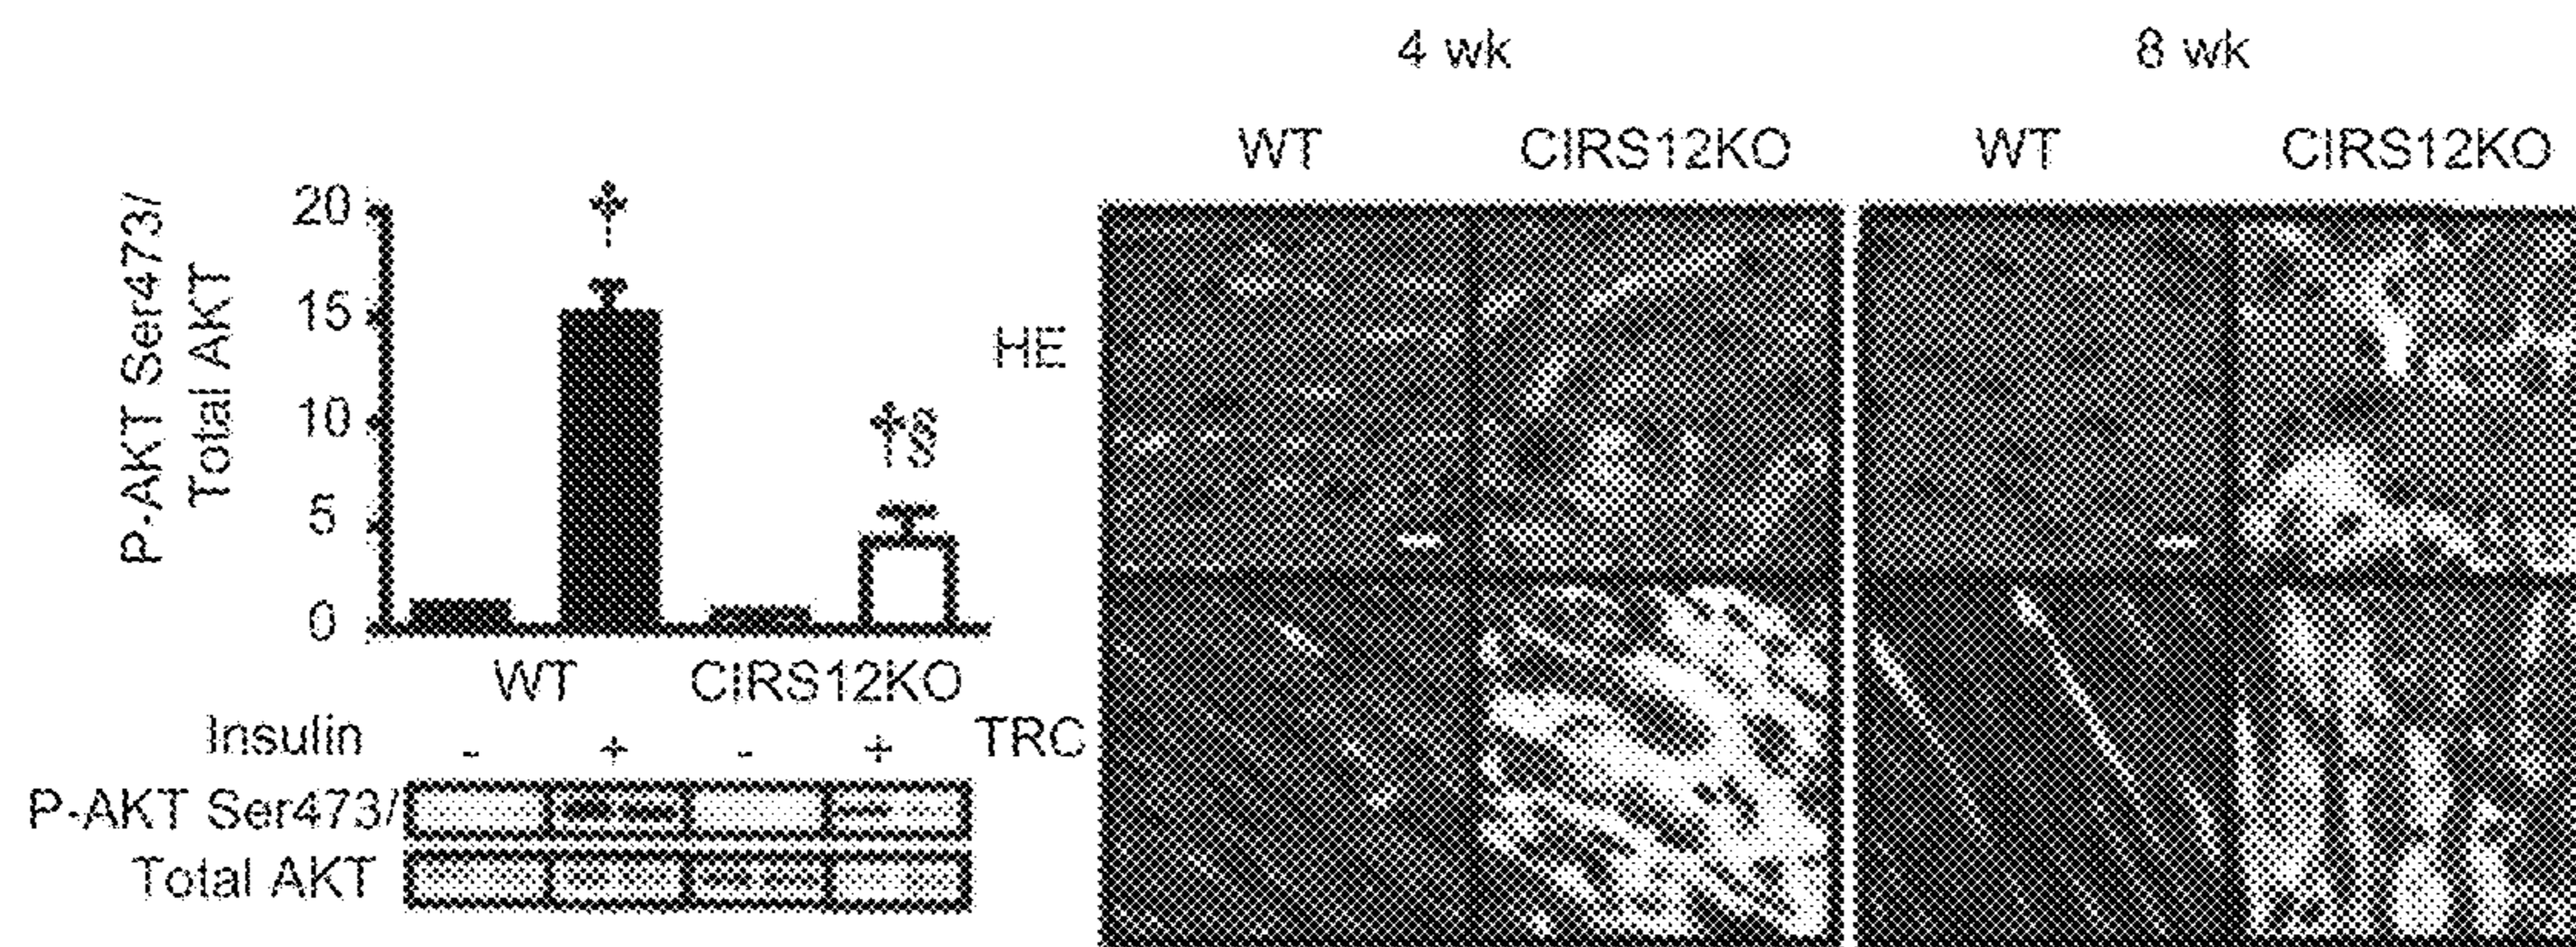 4 wk 8 wk
WT CIRS12KO WT CIRS12KO
P-AKT Ser473/
Total AKT
20
15
10
5
0
†
†§
HE
WT CIRS12KO
Insulin - + - +
TRC
P-AKT Ser473/
Total AKT